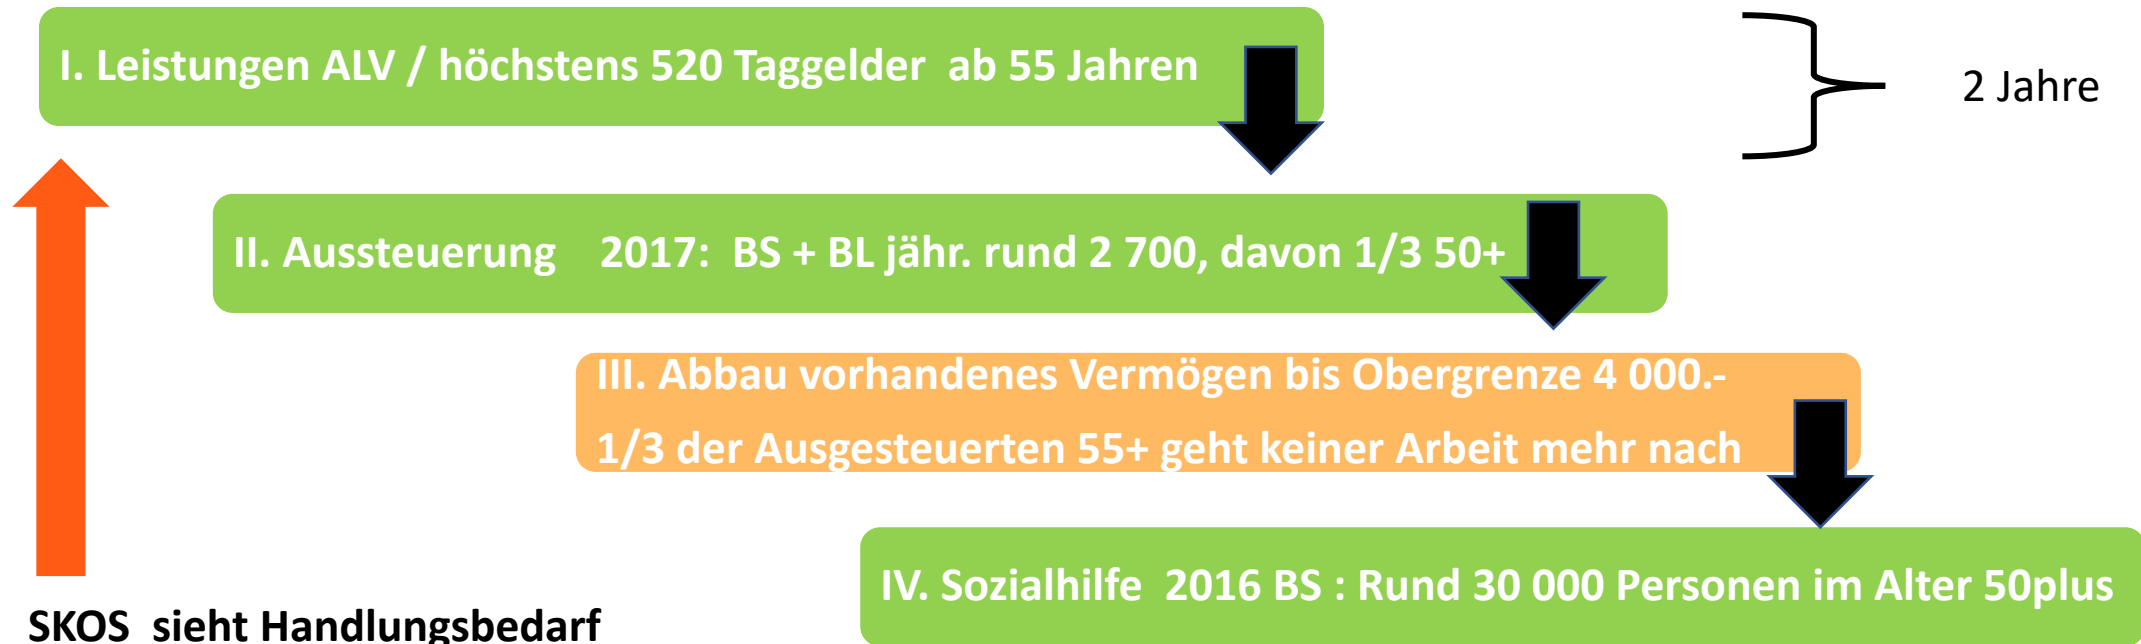 I. Leistungen ALV / höchstens 520 Taggelder ab 55 Jahren
2 Jahre
II. Aussteuerung 2017: BS + BL jähr. rund 2 700, davon 1/3 50+
III. Abbau vorhandenes Vermögen bis Obergrenze 4 000.-
1/3 der Ausgesteuerten 55+ geht keiner Arbeit mehr nach
IV. Sozialhilfe 2016 BS : Rund 30 000 Personen im Alter 50plus
SKOS sieht Handlungsbedarf